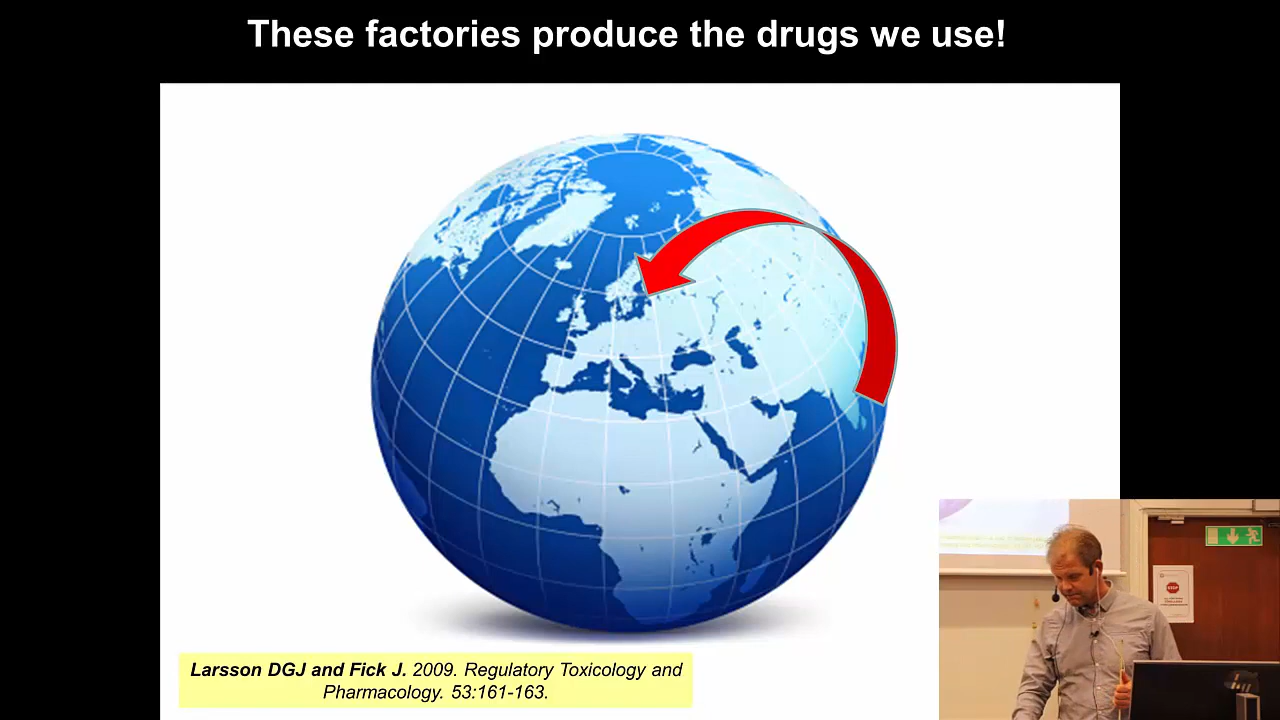 These factories produce the drugs we use!
Larsson DGJ and Fick J. 2009. Regulatory Toxicology and
Pharmacology. 53:161-163.
STOP